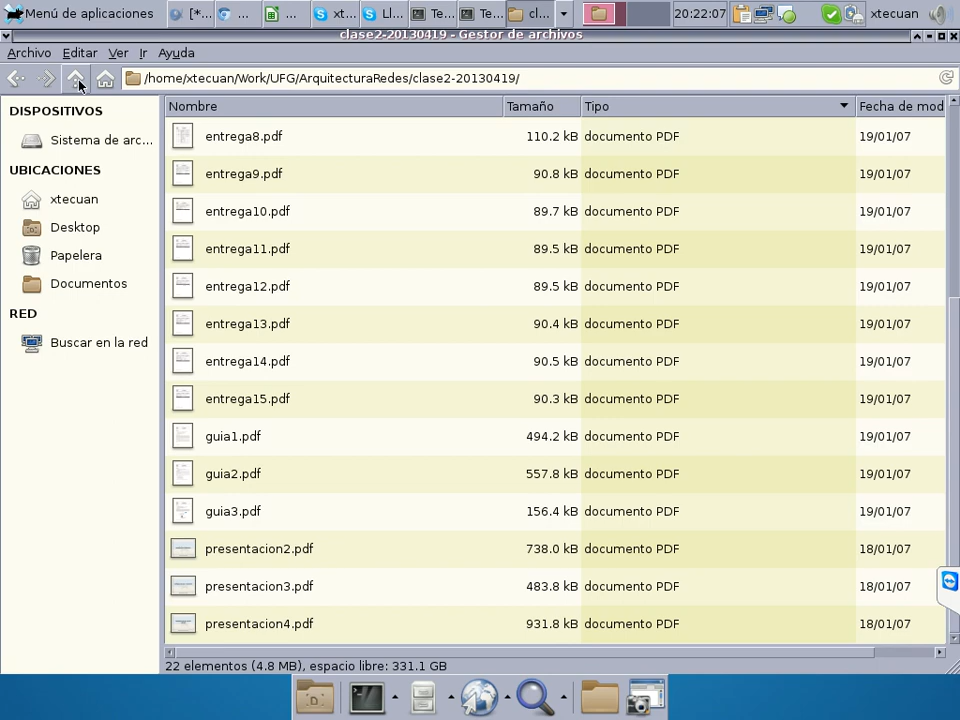 Menú de aplicaciones [*... ... ... xt... Ll... Te... Te... cl... 20:22:07 xtecuan
clase2-20130419 - Gestor de archivos
Archivo Editar Ver Ir Ayuda
/home/xtecuan/Work/UFG/ArquitecturaRedes/clase2-20130419/
DISPOSITIVOS
Sistema de arc...
UBICACIONES
xtecuan
Desktop
Papelera
Documentos
RED
Buscar en la red
Nombre Tamaño Tipo Fecha de mod
entrega8.pdf 110.2 kB documento PDF 19/01/07
entrega9.pdf 90.8 kB documento PDF 19/01/07
entrega10.pdf 89.7 kB documento PDF 19/01/07
entrega11.pdf 89.5 kB documento PDF 19/01/07
entrega12.pdf 89.5 kB documento PDF 19/01/07
entrega13.pdf 90.4 kB documento PDF 19/01/07
entrega14.pdf 90.5 kB documento PDF 19/01/07
entrega15.pdf 90.3 kB documento PDF 19/01/07
guia1.pdf 494.2 kB documento PDF 19/01/07
guia2.pdf 557.8 kB documento PDF 19/01/07
guia3.pdf 156.4 kB documento PDF 19/01/07
presentacion2.pdf 738.0 kB documento PDF 18/01/07
presentacion3.pdf 483.8 kB documento PDF 18/01/07
presentacion4.pdf 931.8 kB documento PDF 18/01/07
22 elementos (4.8 MB), espacio libre: 331.1 GB